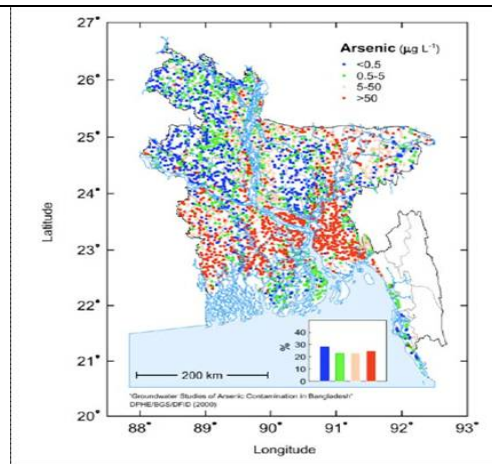 27°
26°
25°
24°
23°
22°
21°
20°
Latitude
Arsenic (µg L⁻¹)
<0.5
0.5-5
5-50
>50
200 km
%
40
30
20
10
0
'Groundwater Studies of Arsenic Contamination in Bangladesh'
DPHE/BGS/DFID (2000)
88° 89° 90° 91° 92° 93°
Longitude